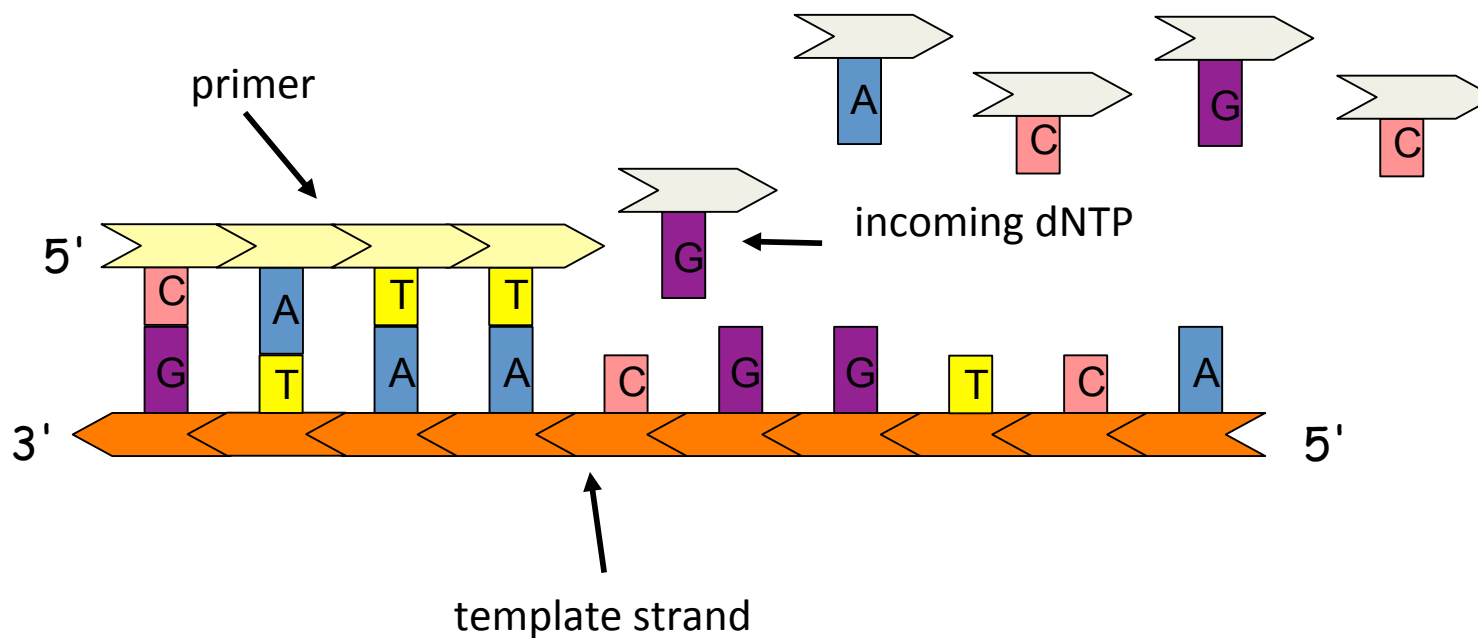 A
C
G
C
primer
G
incoming dNTP
5'
C A T T
G T A A C G G T C A
3' 5'
template strand